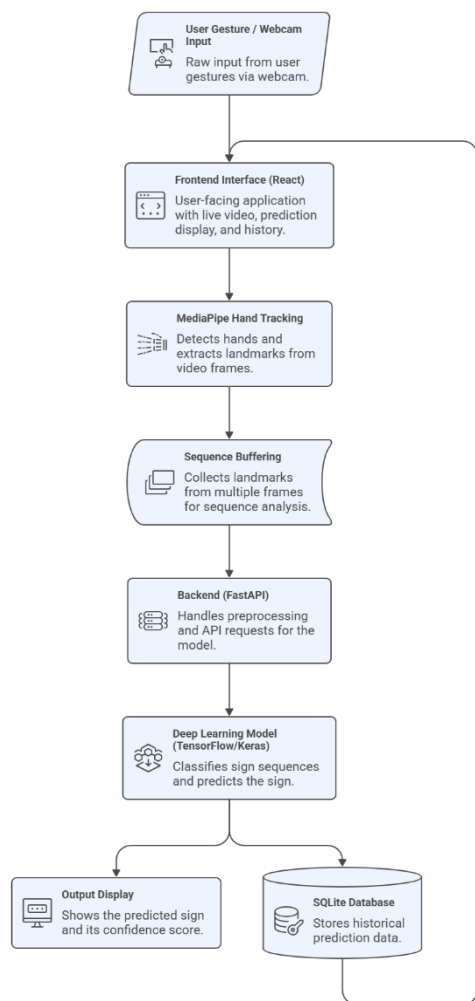 User Gesture / Webcam
Input
Raw input from user
gestures via webcam.
Frontend Interface (React)
User-facing application
with live video, prediction
display, and history.
MediaPipe Hand Tracking
Detects hands and
extracts landmarks from
video frames.
Sequence Buffering
Collects landmarks
from multiple frames
for sequence analysis.
Backend (FastAPI)
Handles preprocessing
and API requests for the
model.
Deep Learning Model
(TensorFlow/Keras)
Classifies sign sequences
and predicts the sign.
Output Display
Shows the predicted sign
and its confidence score.
SQLite Database
Stores historical
prediction data.